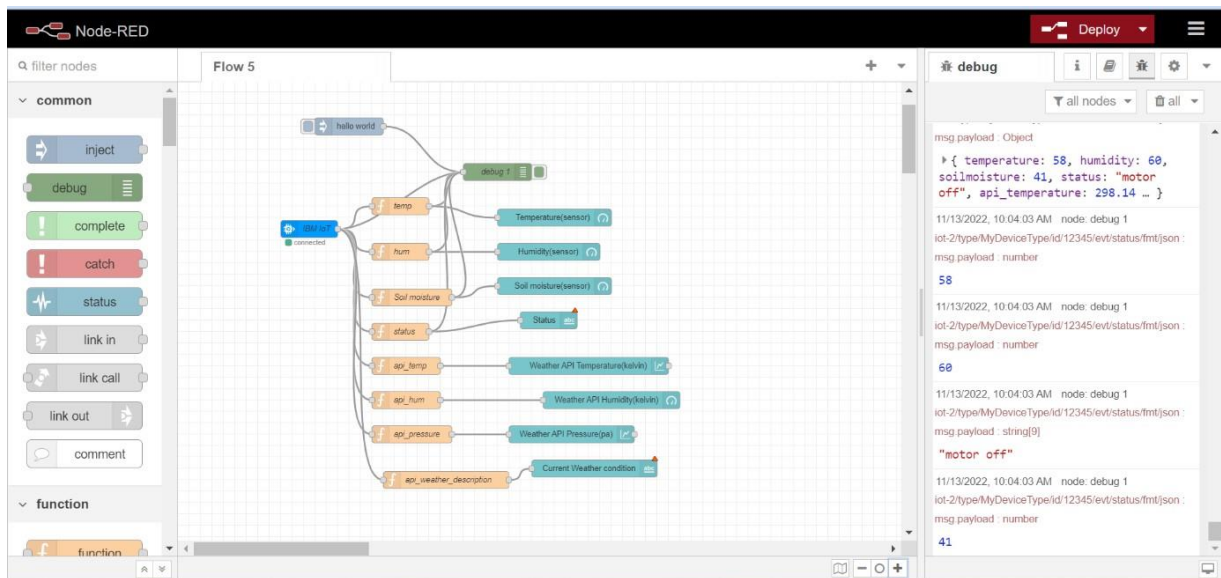 Node-RED
Deploy
filter nodes
Flow 5
debug
all nodes
all
common
inject
debug
complete
catch
status
link in
link call
link out
comment
function
function
hello world
debug 1
temp
IBM IoT
connected
Temperature(sensor)
hum
Humidity(sensor)
Soil moisture
Soil moisture(sensor)
status
Status
abc
api_temp
Weather API Temperature(kelvin)
api_hum
Weather API Humidity(kelvin)
api_pressure
Weather API Pressure(pa)
api_weather_description
Current Weather condition
abc
msg.payload : Object
{ temperature: 58, humidity: 60,
soilmoisture: 41, status: "motor
off", api_temperature: 298.14 … }
11/13/2022, 10:04:03 AM node: debug 1
iot-2/type/MyDeviceType/id/12345/evt/status/fmt/json :
msg.payload : number
58
11/13/2022, 10:04:03 AM node: debug 1
iot-2/type/MyDeviceType/id/12345/evt/status/fmt/json :
msg.payload : number
60
11/13/2022, 10:04:03 AM node: debug 1
iot-2/type/MyDeviceType/id/12345/evt/status/fmt/json :
msg.payload : string[9]
"motor off"
11/13/2022, 10:04:03 AM node: debug 1
iot-2/type/MyDeviceType/id/12345/evt/status/fmt/json :
msg.payload : number
41